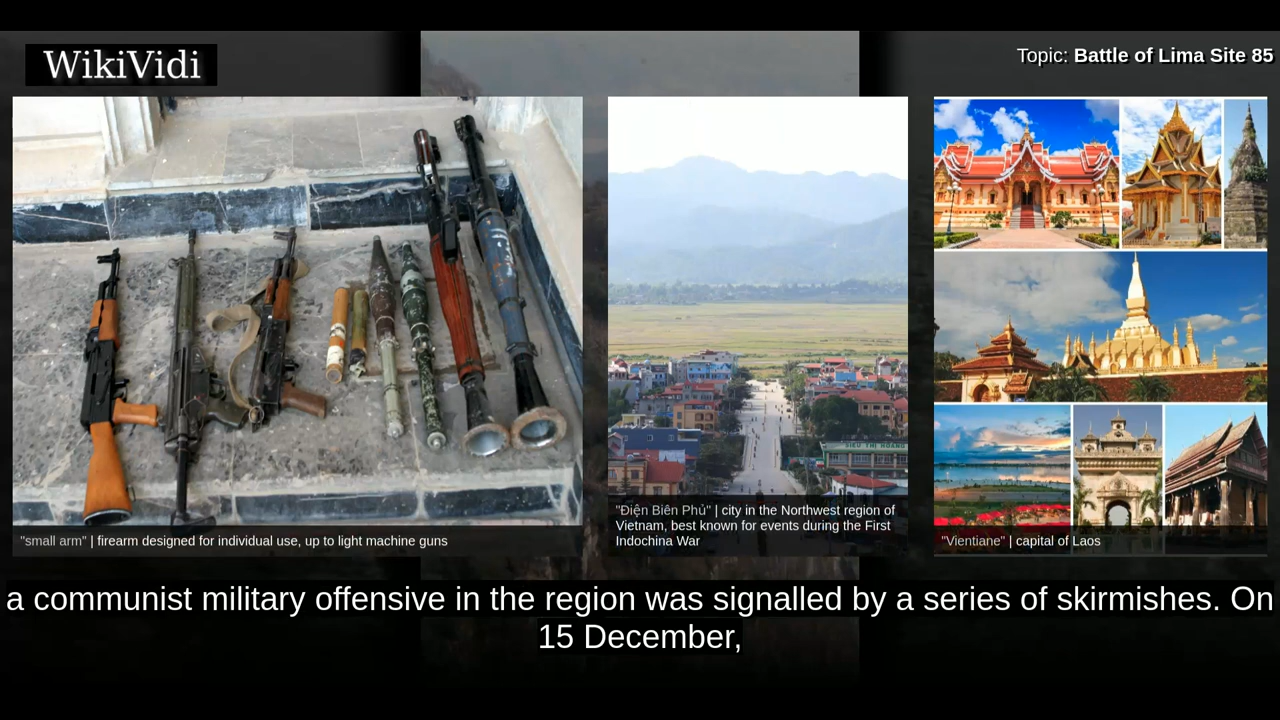 WikiVidi
Topic: Battle of Lima Site 85
SIEU THI HOANG
"small arm" | firearm designed for individual use, up to light machine guns
"Điện Biên Phủ" | city in the Northwest region of
Vietnam, best known for events during the First
Indochina War
"Vientiane" | capital of Laos
a communist military offensive in the region was signalled by a series of skirmishes. On
15 December,